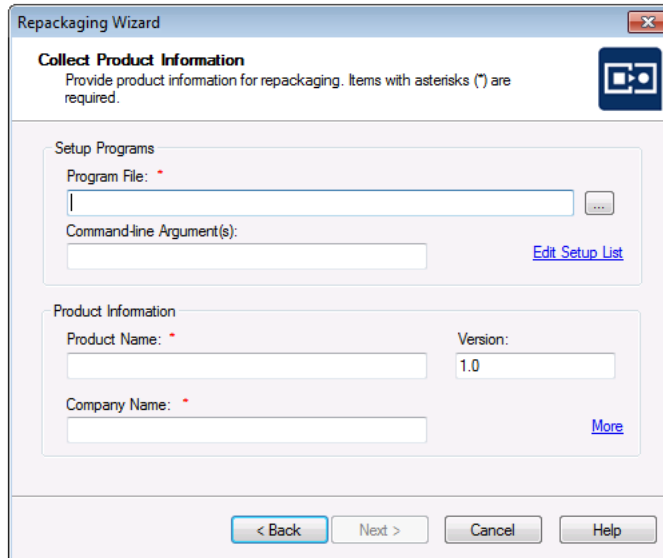 Repackaging Wizard
Collect Product Information
Provide product information for repackaging. Items with asterisks (*) are
required.
Setup Programs
Program File: *
...
Command-line Argument(s):
Edit Setup List
Product Information
Product Name: *
Version:
1.0
Company Name: *
More
< Back
Next >
Cancel
Help